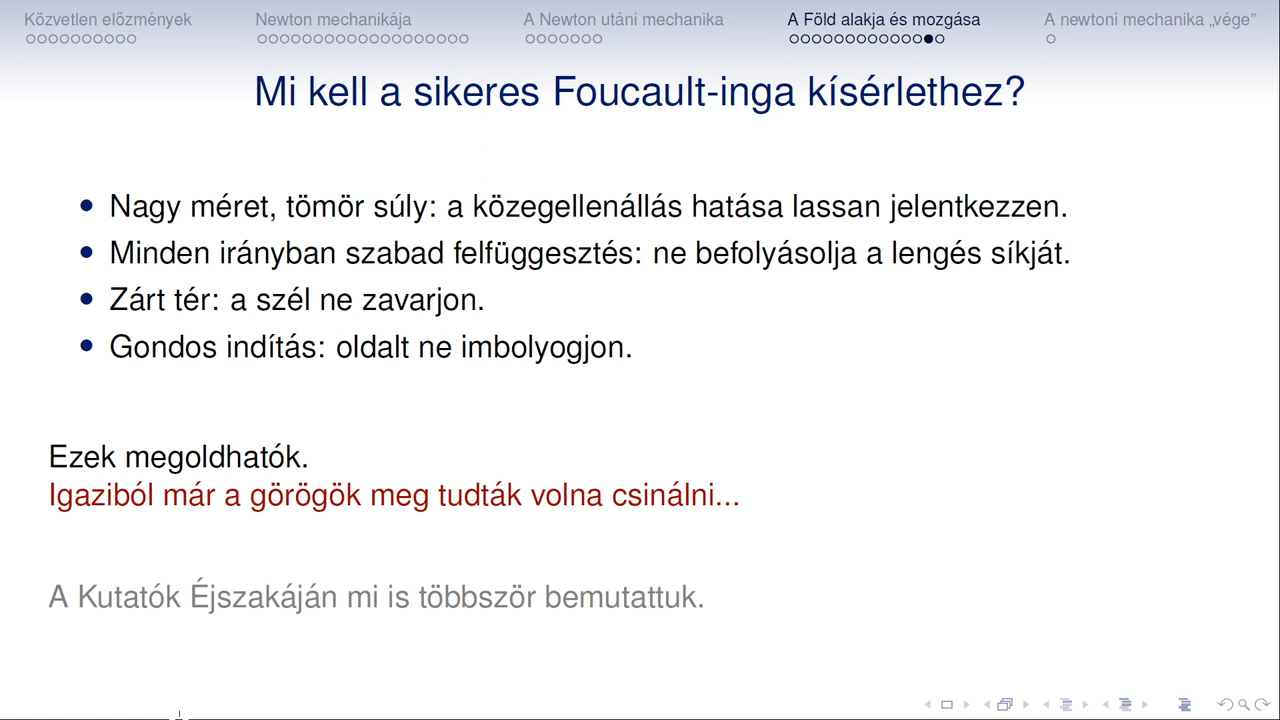 Közvetlen előzmények Newton mechanikája A Newton utáni mechanika A Föld alakja és mozgása A newtoni mechanika „vége”
Mi kell a sikeres Foucault-inga kísérlethez?
• Nagy méret, tömör súly: a közegellenállás hatása lassan jelentkezzen.
• Minden irányban szabad felfüggesztés: ne befolyásolja a lengés síkját.
• Zárt tér: a szél ne zavarjon.
• Gondos indítás: oldalt ne imbolyogjon.
Ezek megoldhatók.
Igaziból már a görögök meg tudták volna csinálni...
A Kutatók Éjszakáján mi is többször bemutattuk.